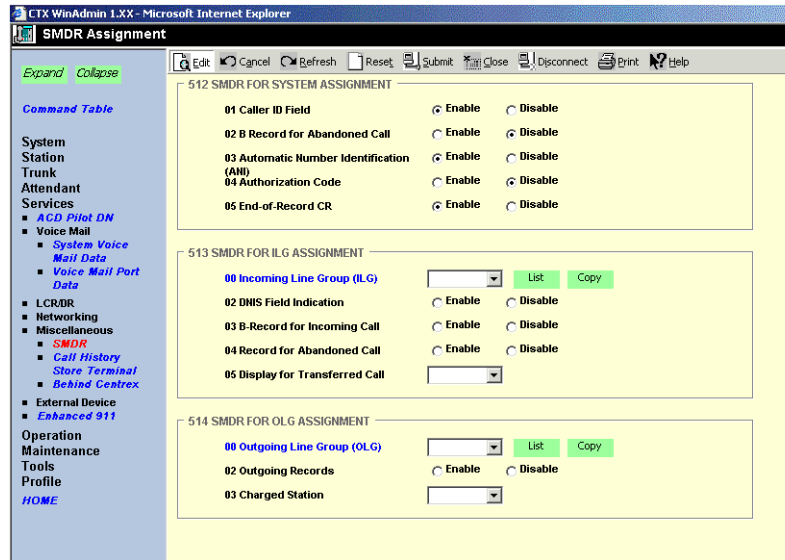 CTX WinAdmin 1.XX - Microsoft Internet Explorer
SMDR Assignment
Edit Cancel Refresh Reset Submit Close Disconnect Print Help
Expand Collapse
Command Table
System
Station
Trunk
Attendant
Services
ACD Pilot DN
Voice Mail
System Voice
Mail Data
Voice Mail Port
Data
LCR/DR
Networking
Miscellaneous
SMDR
Call History
Store Terminal
Behind Centrex
External Device
Enhanced 911
Operation
Maintenance
Tools
Profile
HOME
512 SMDR FOR SYSTEM ASSIGNMENT
01 Caller ID Field Enable Disable
02 B Record for Abandoned Call Enable Disable
03 Automatic Number Identification Enable Disable
(ANI)
04 Authorization Code Enable Disable
05 End-of-Record CR Enable Disable
513 SMDR FOR ILG ASSIGNMENT
00 Incoming Line Group (ILG) List Copy
02 DNIS Field Indication Enable Disable
03 B-Record for Incoming Call Enable Disable
04 Record for Abandoned Call Enable Disable
05 Display for Transferred Call
514 SMDR FOR OLG ASSIGNMENT
00 Outgoing Line Group (OLG) List Copy
02 Outgoing Records Enable Disable
03 Charged Station